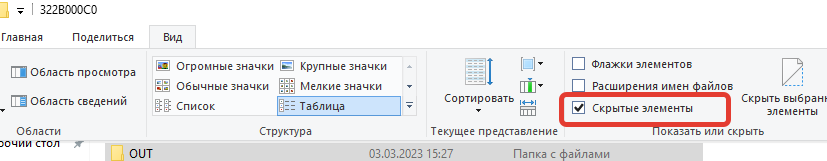 322B000C0
Главная Поделиться Вид
Область просмотра
Область сведений
Области
Огромные значки Крупные значки
Обычные значки Мелкие значки
Список Таблица
Структура
Сортировать
Текущее представление
Флажки элементов
Расширения имен файлов
Скрытые элементы
Скрыть выбран
элементы
Показать или скрыть
рочий стол OUT 03.03.2023 15:27 Папка с файлами